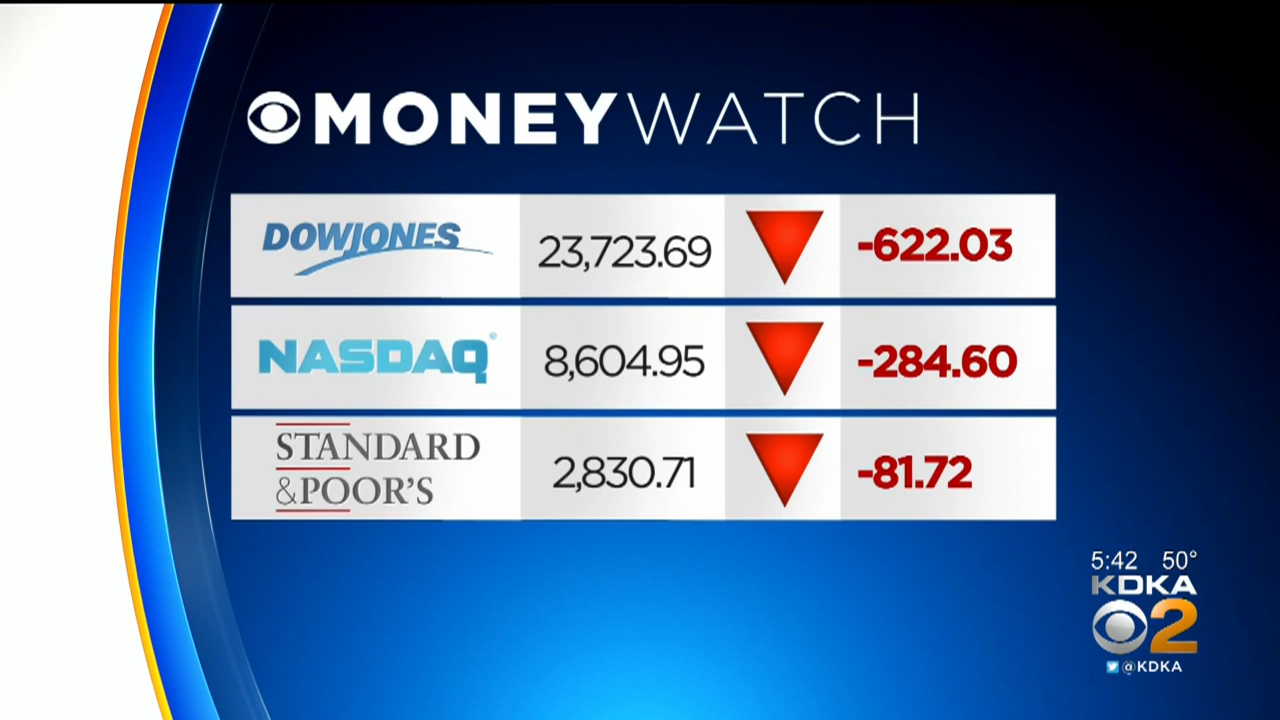 MONEYWATCH
DOWJONES 23,723.69 -622.03
NASDAQ® 8,604.95 -284.60
STANDARD
&POOR'S 2,830.71 -81.72
5:42 50°
KDKA
2
@KDKA